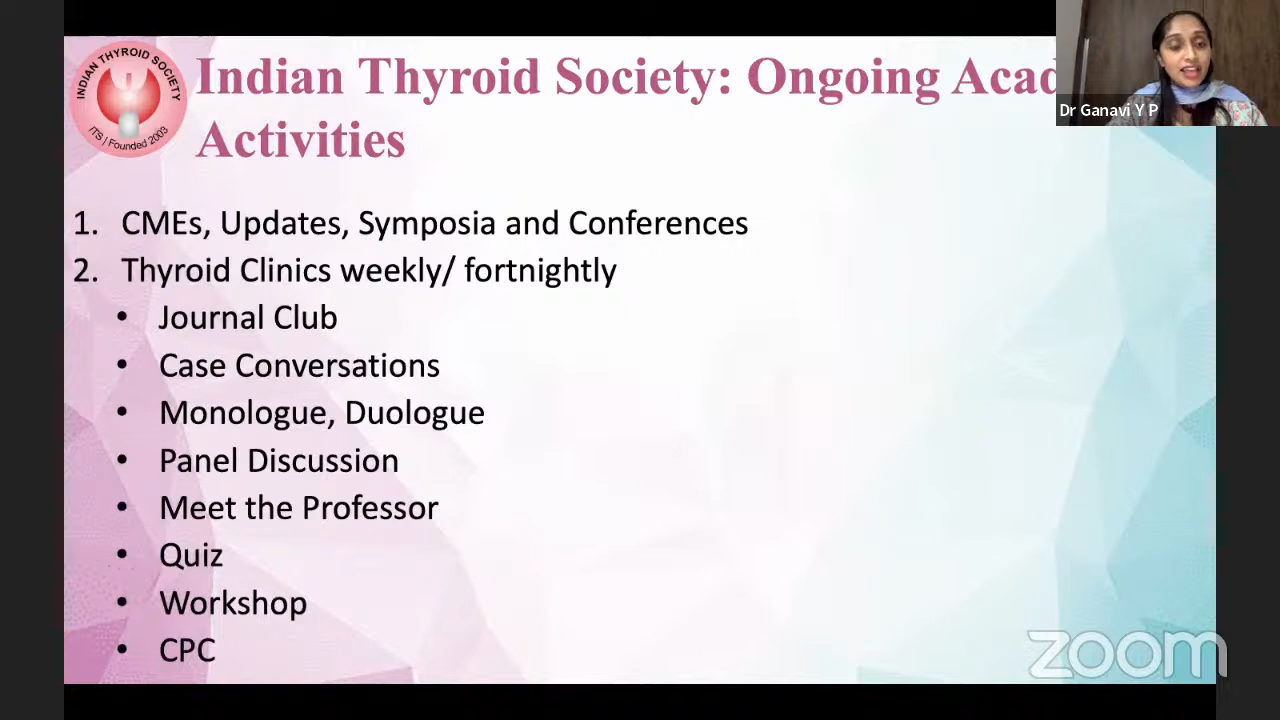 INDIAN THYROID SOCIETY
ITS | Founded 2003
Indian Thyroid Society: Ongoing Acad
Activities
Dr Ganavi Y P
1. CMEs, Updates, Symposia and Conferences
2. Thyroid Clinics weekly/ fortnightly
• Journal Club
• Case Conversations
• Monologue, Duologue
• Panel Discussion
• Meet the Professor
• Quiz
• Workshop
• CPC
zoom